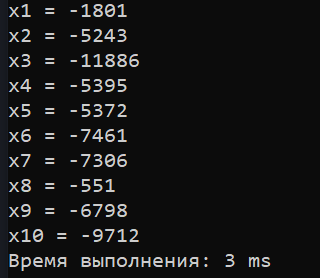 x1 = -1801
x2 = -5243
x3 = -11886
x4 = -5395
x5 = -5372
x6 = -7461
x7 = -7306
x8 = -551
x9 = -6798
x10 = -9712
Время выполнения: 3 ms